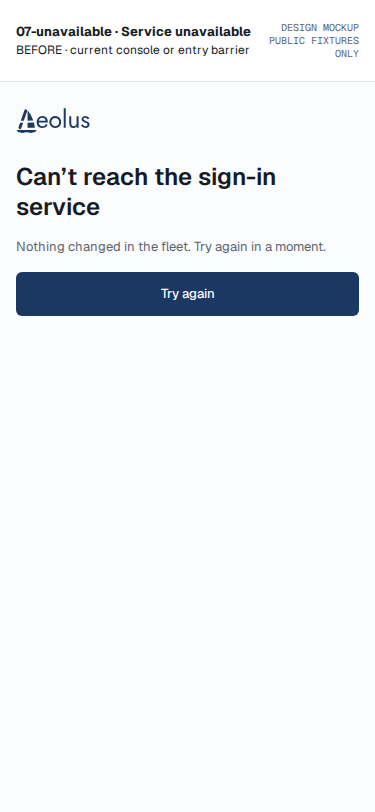 07-unavailable · Service unavailable
BEFORE · current console or entry barrier
DESIGN MOCKUP
PUBLIC FIXTURES
ONLY
Aeolus
Can’t reach the sign-in
service
Nothing changed in the fleet. Try again in a moment.
Try again